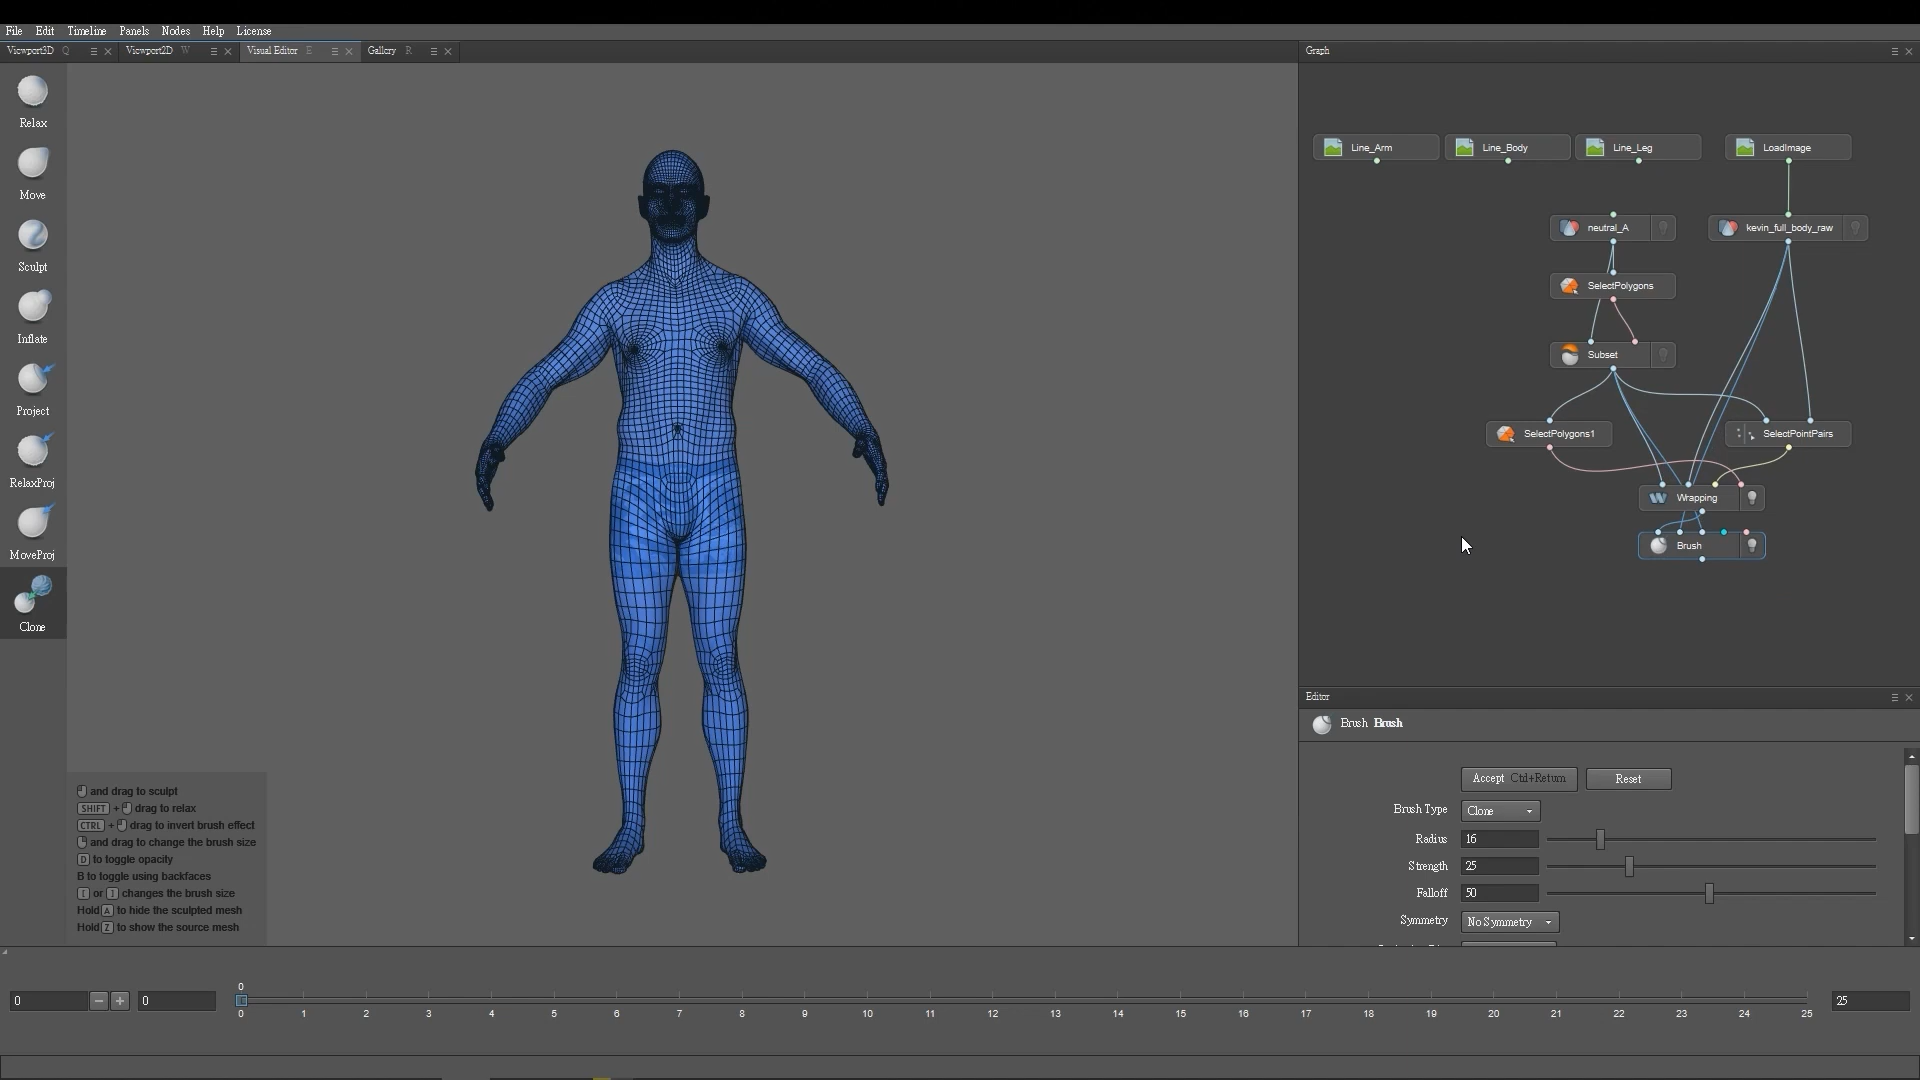 File Edit Timeline Panels Nodes Help License
Viewport3D Q Viewport2D W Visual Editor E Gallery R
Graph
Relax
Move
Sculpt
Inflate
Project
RelaxProj
MoveProj
Clone
and drag to sculpt
SHIFT + drag to relax
CTRL + drag to invert brush effect
and drag to change the brush size
D to toggle opacity
B to toggle using backfaces
[ or ] changes the brush size
Hold A to hide the sculpted mesh
Hold Z to show the source mesh
Line_Arm Line_Body Line_Leg LoadImage
neutral_A kevin_full_body_raw
SelectPolygons
Subset
SelectPolygons1 SelectPointPairs
Wrapping
Brush
Editor
Brush Brush
Accept Ctrl+Return Reset
Brush Type Clone
Radius 16
Strength 25
Falloff 50
Symmetry No Symmetry
0 − + 0
0
0 1 2 3 4 5 6 7 8 9 10 11 12 13 14 15 16 17 18 19 20 21 22 23 24 25
25